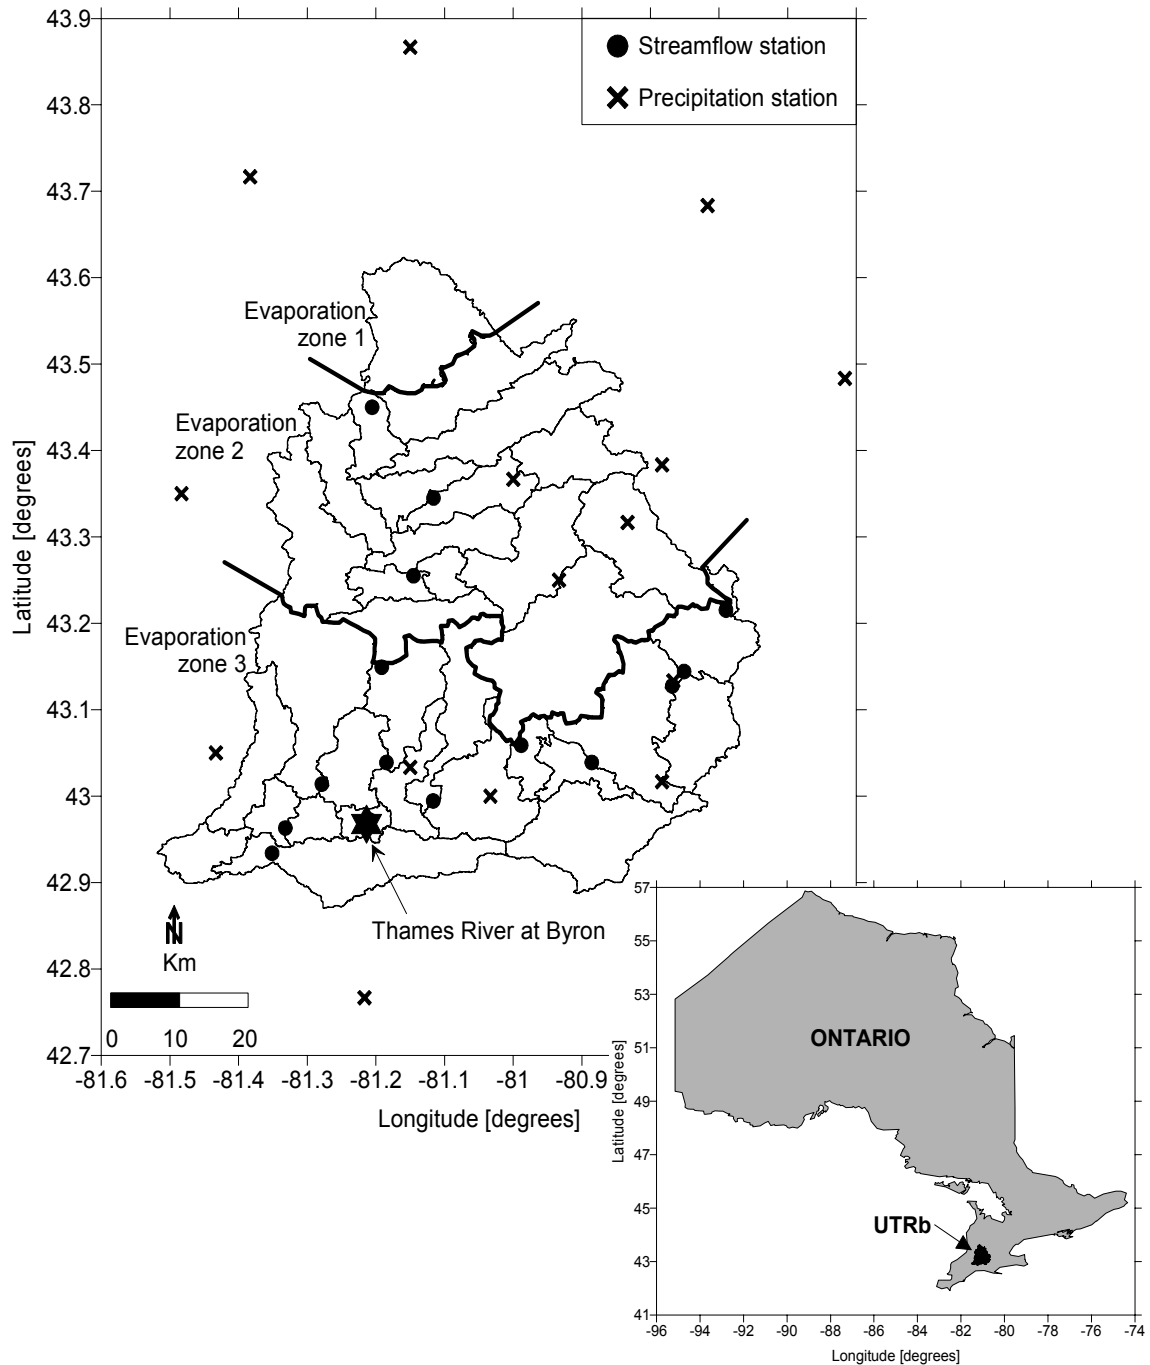 43.9
Streamflow station
Precipitation station
43.8
43.7
43.6
Evaporation
zone 1
43.5
Evaporation
zone 2
43.4
43.3
43.2
Evaporation
zone 3
43.1
43
42.9
42.8
42.7
Latitude [degrees]
Thames River at Byron
N
Km
0 10 20
-81.6 -81.5 -81.4 -81.3 -81.2 -81.1 -81 -80.9
Longitude [degrees]
57
55
53
51
49
47
45
43
41
Latitude [degrees]
ONTARIO
UTRb
-96 -94 -92 -90 -88 -86 -84 -82 -80 -78 -76 -74
Longitude [degrees]